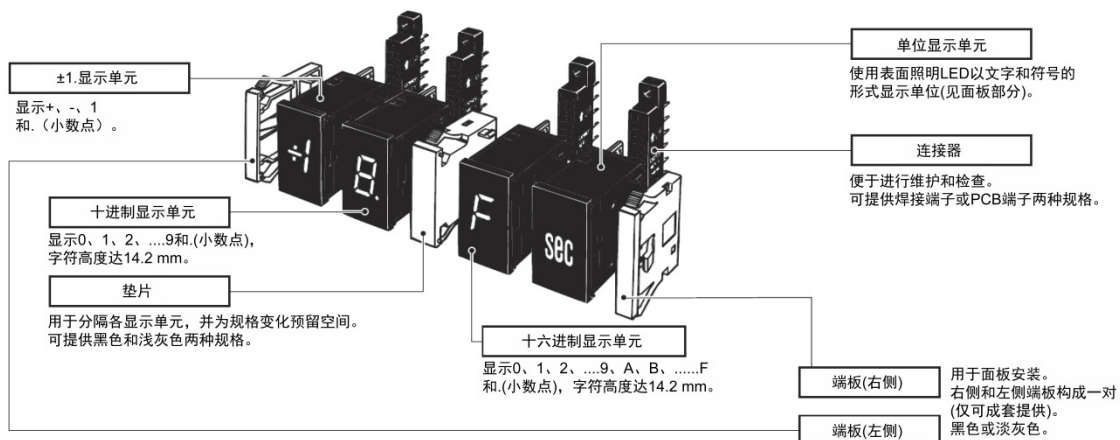 ±1.显示单元
显示+、-、1
和.（小数点）。
十进制显示单元
显示0、1、2、....9和.(小数点)，
字符高度达14.2 mm。
垫片
用于分隔各显示单元，并为规格变化预留空间。
可提供黑色和浅灰色两种规格。
÷1
8.
F
sec
单位显示单元
使用表面照明LED以文字和符号的
形式显示单位(见面板部分)。
连接器
便于进行维护和检查。
可提供焊接端子或PCB端子两种规格。
十六进制显示单元
显示0、1、2、....9、A、B、......F
和.(小数点)，字符高度达14.2 mm。
端板(右侧)
端板(左侧)
用于面板安装。
右侧和左侧端板构成一对
(仅可成套提供)。
黑色或淡灰色。